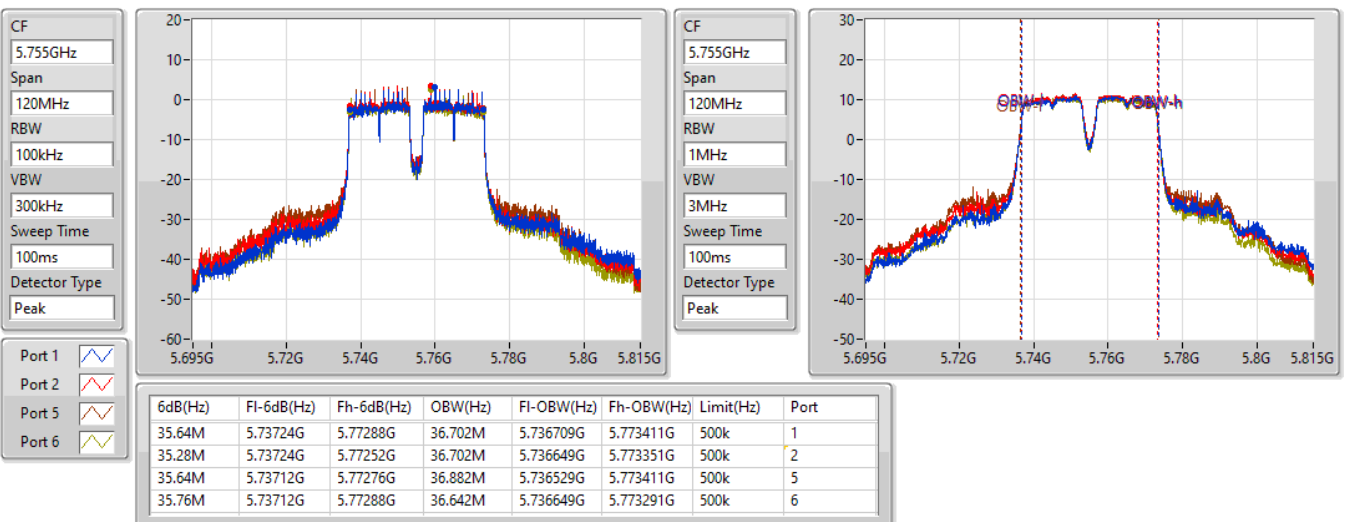 CF
5.755GHz
Span
120MHz
RBW
100kHz
VBW
300kHz
Sweep Time
100ms
Detector Type
Peak
20
10
0
-10
-20
-30
-40
-50
-60
5.695G 5.72G 5.74G 5.76G 5.78G 5.8G 5.815G
CF
5.755GHz
Span
120MHz
RBW
100kHz
1MHz
VBW
3MHz
Sweep Time
100ms
Detector Type
Peak
30
20
10
0
-10
-20
-30
-40
-50
5.695G 5.72G 5.74G 5.76G 5.78G 5.8G 5.815G
Port 1
Port 2
Port 5
Port 6
6dB(Hz) Fl-6dB(Hz) Fh-6dB(Hz) OBW(Hz) Fl-OBW(Hz) Fh-OBW(Hz) Limit(Hz) Port
35.64M 5.73724G 5.77288G 36.702M 5.736709G 5.773411G 500k 1
35.28M 5.73724G 5.77252G 36.702M 5.736649G 5.773351G 500k 2
35.64M 5.73712G 5.77276G 36.882M 5.736529G 5.773411G 500k 5
35.76M 5.73712G 5.77288G 36.642M 5.736649G 5.773291G 500k 6